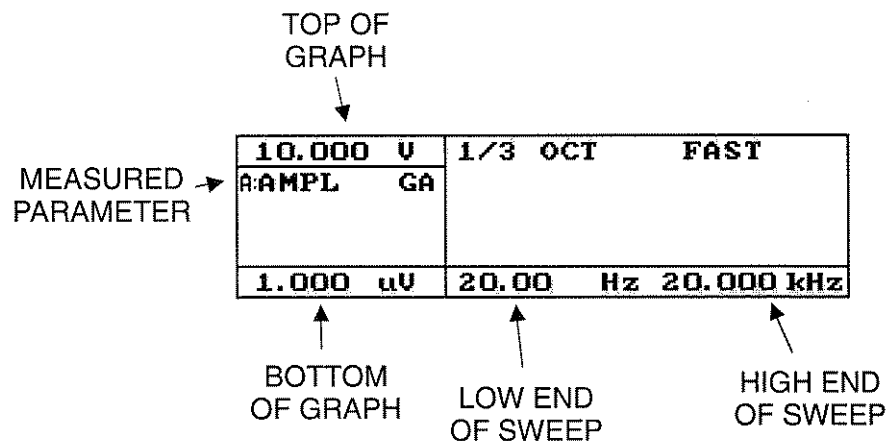 TOP OF
GRAPH
10.000 V 1/3 OCT FAST
MEASURED
PARAMETER
A:AMPL GA
1.000 uV 20.00 Hz 20.000 kHz
BOTTOM
OF GRAPH
LOW END
OF SWEEP
HIGH END
OF SWEEP